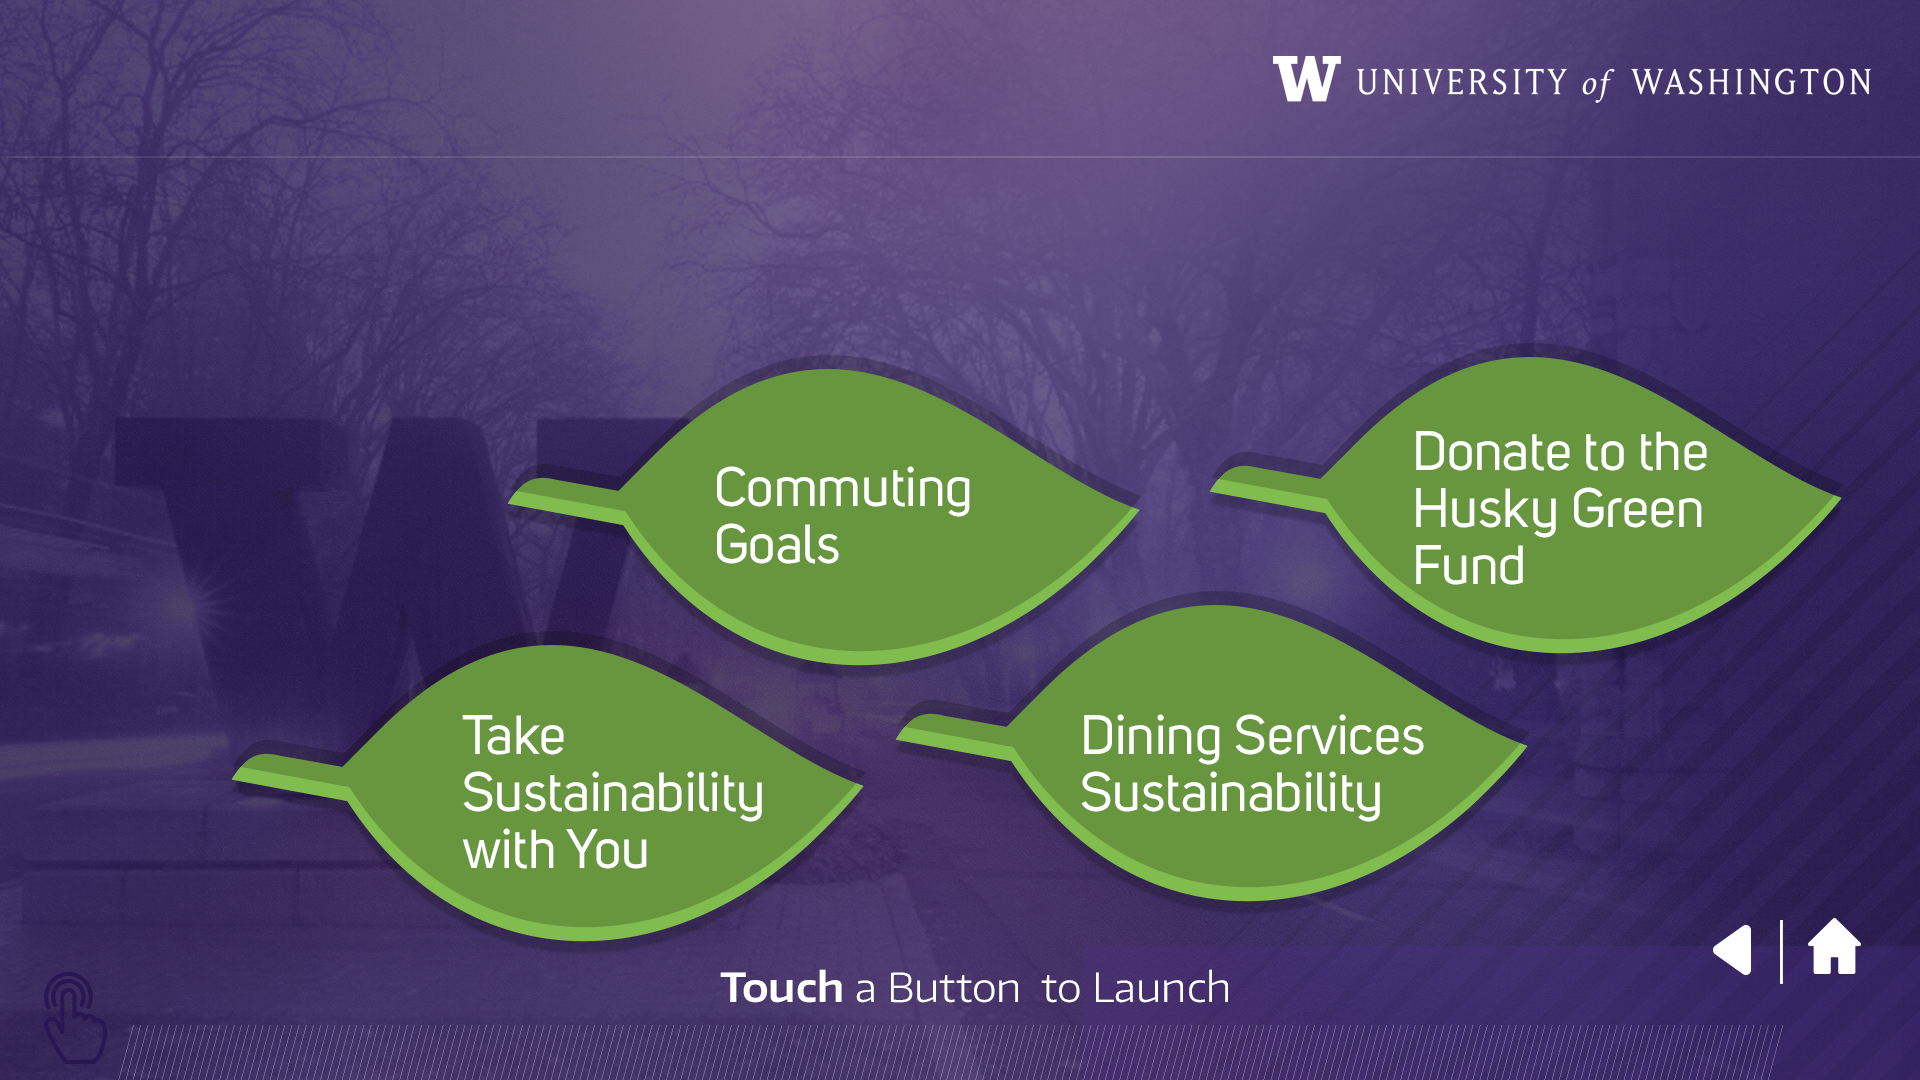 W UNIVERSITY of WASHINGTON
Commuting
Goals
Donate to the
Husky Green
Fund
Take
Sustainability
with You
Dining Services
Sustainability
Touch a Button to Launch